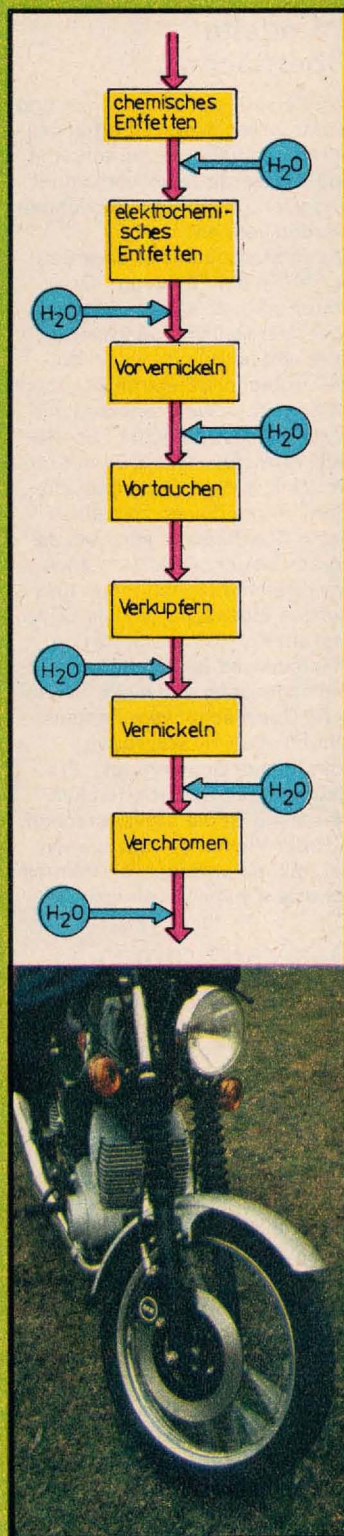 chemisches
Entfetten
H₂O
elektrochemi-
sches
Entfetten
H₂O
Vorvernickeln
H₂O
Vortauchen
Verkupfern
H₂O
Vernickeln
H₂O
Verchromen
H₂O